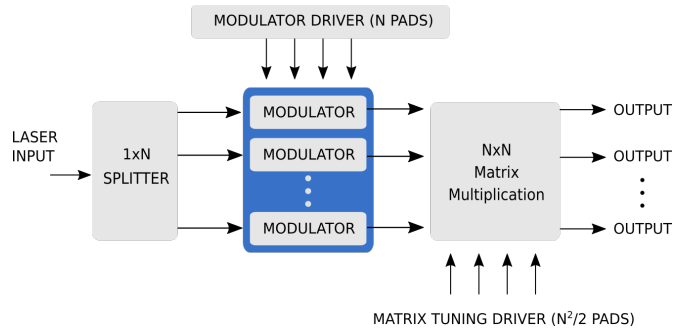 MODULATOR DRIVER (N PADS)
LASER
INPUT
1xN
SPLITTER
MODULATOR
MODULATOR
MODULATOR
NxN
Matrix
Multiplication
OUTPUT
OUTPUT
OUTPUT
MATRIX TUNING DRIVER (N²/2 PADS)